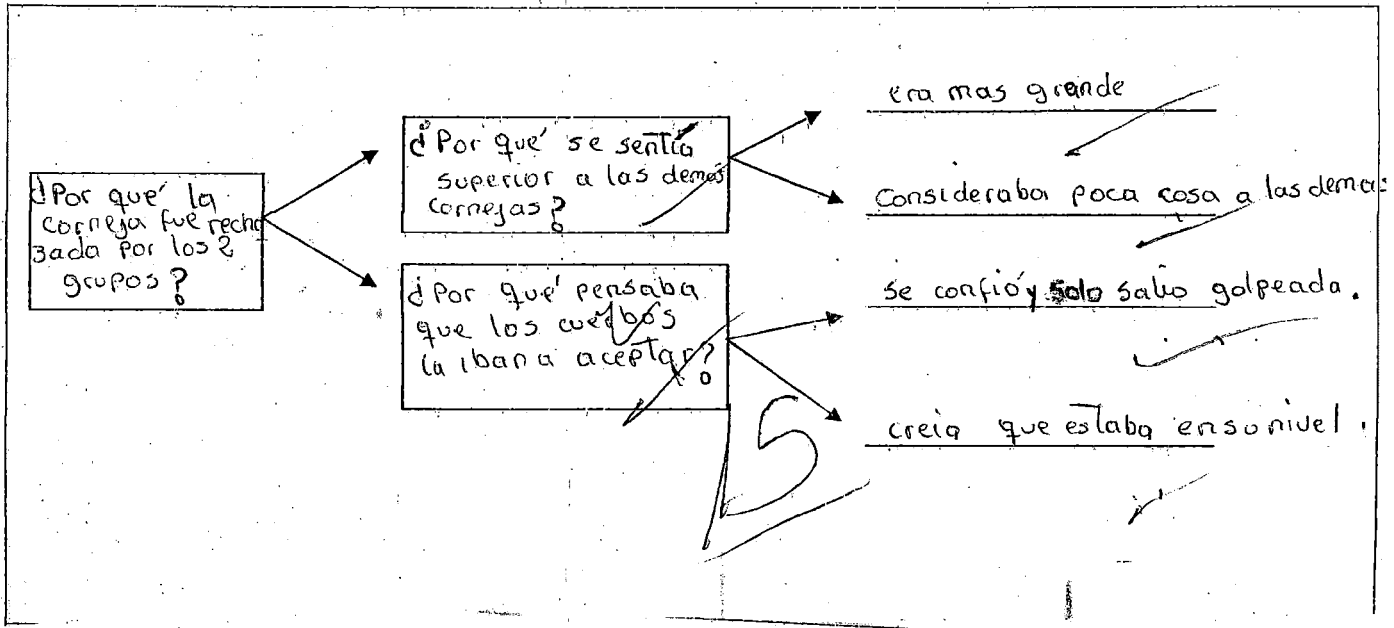 ¿Por qué la
corneja fue recha
zada por los 2
grupos?
¿Por qué se sentía
superior a las demás
cornejas?
¿Por qué pensaba
que los cuerbos
la iban a aceptar?
era mas grande
Consideraba poca cosa a las demas
se confió y solo salio golpeada.
creia que estaba en su nivel.
15